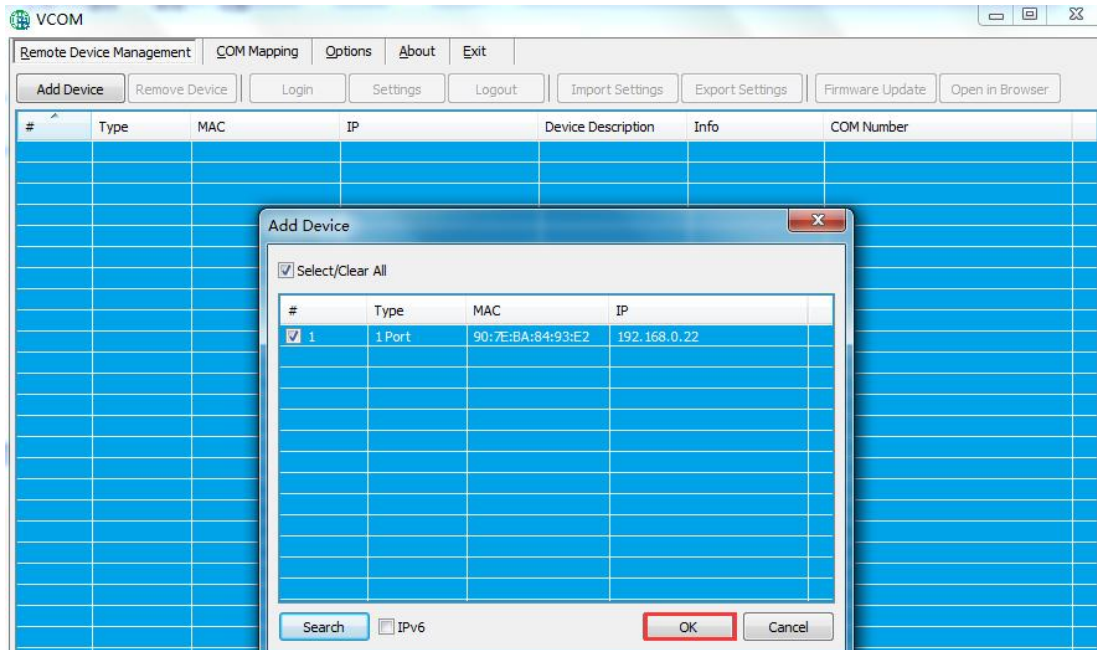 VCOM
Remote Device Management COM Mapping Options About Exit
Add Device Remove Device Login Settings Logout Import Settings Export Settings Firmware Update Open in Browser
# Type MAC IP Device Description Info COM Number
Add Device
Select/Clear All
# Type MAC IP
1 1 Port 90:7E:BA:84:93:E2 192.168.0.22
Search IPv6 OK Cancel